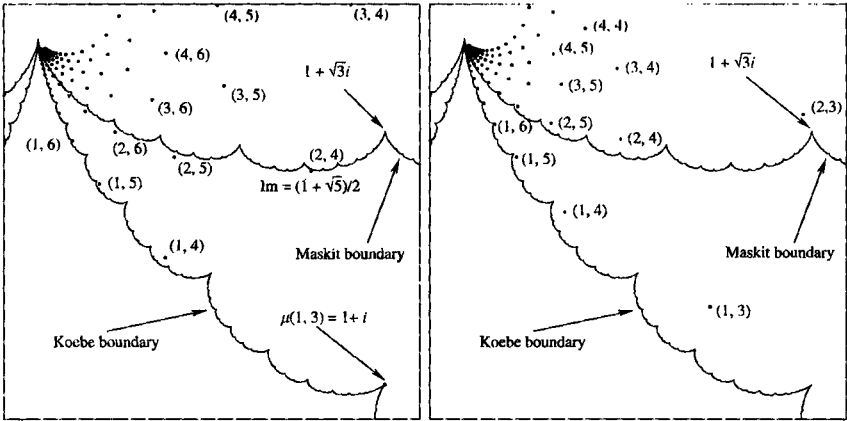 (4, 5)
(3, 4)
(4, 6)
1 + √3i
(3, 6)
(3, 5)
(1, 6)
(2, 6)
(2, 5)
(2, 4)
Im = (1 + √5)/2
(1, 5)
(1, 4)
Maskit boundary
μ(1, 3) = 1 + i
Koebe boundary
(4, 4)
(4, 5)
(3, 4)
1 + √3i
(3, 5)
(2,3)
(1, 6)
(2, 5)
(2, 4)
(1, 5)
(1, 4)
Maskit boundary
(1, 3)
Koebe boundary